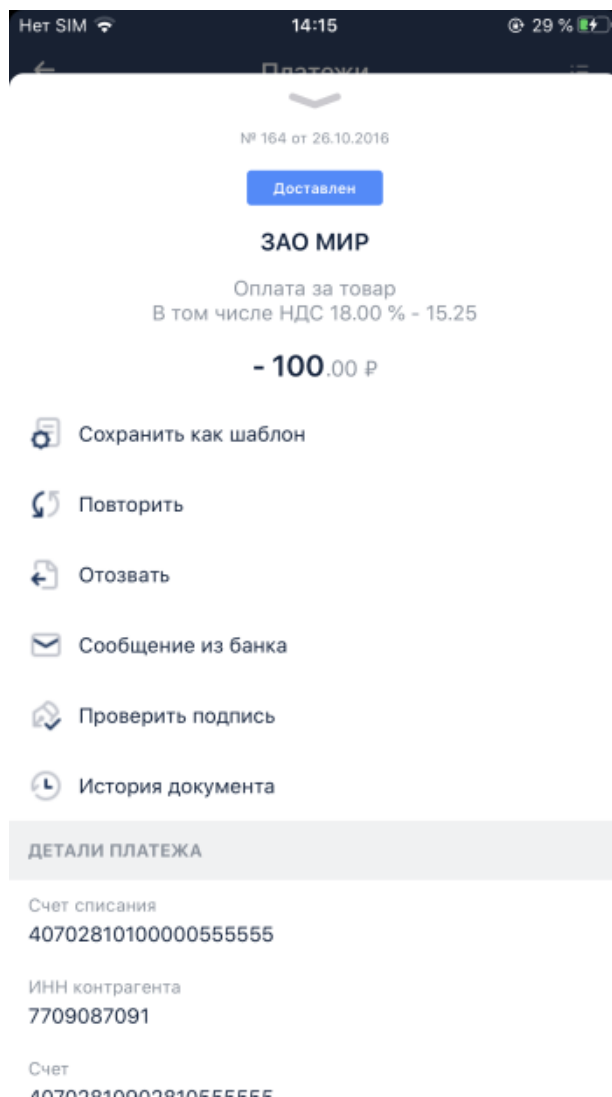 Нет SIM 14:15 29 %
Платежи
№ 164 от 26.10.2016
Доставлен
ЗАО МИР
Оплата за товар
В том числе НДС 18.00 % - 15.25
- 100.00 ₽
Сохранить как шаблон
Повторить
Отозвать
Сообщение из банка
Проверить подпись
История документа
ДЕТАЛИ ПЛАТЕЖА
Счет списания
40702810100000555555
ИНН контрагента
7709087091
Счет
40702810902810555555